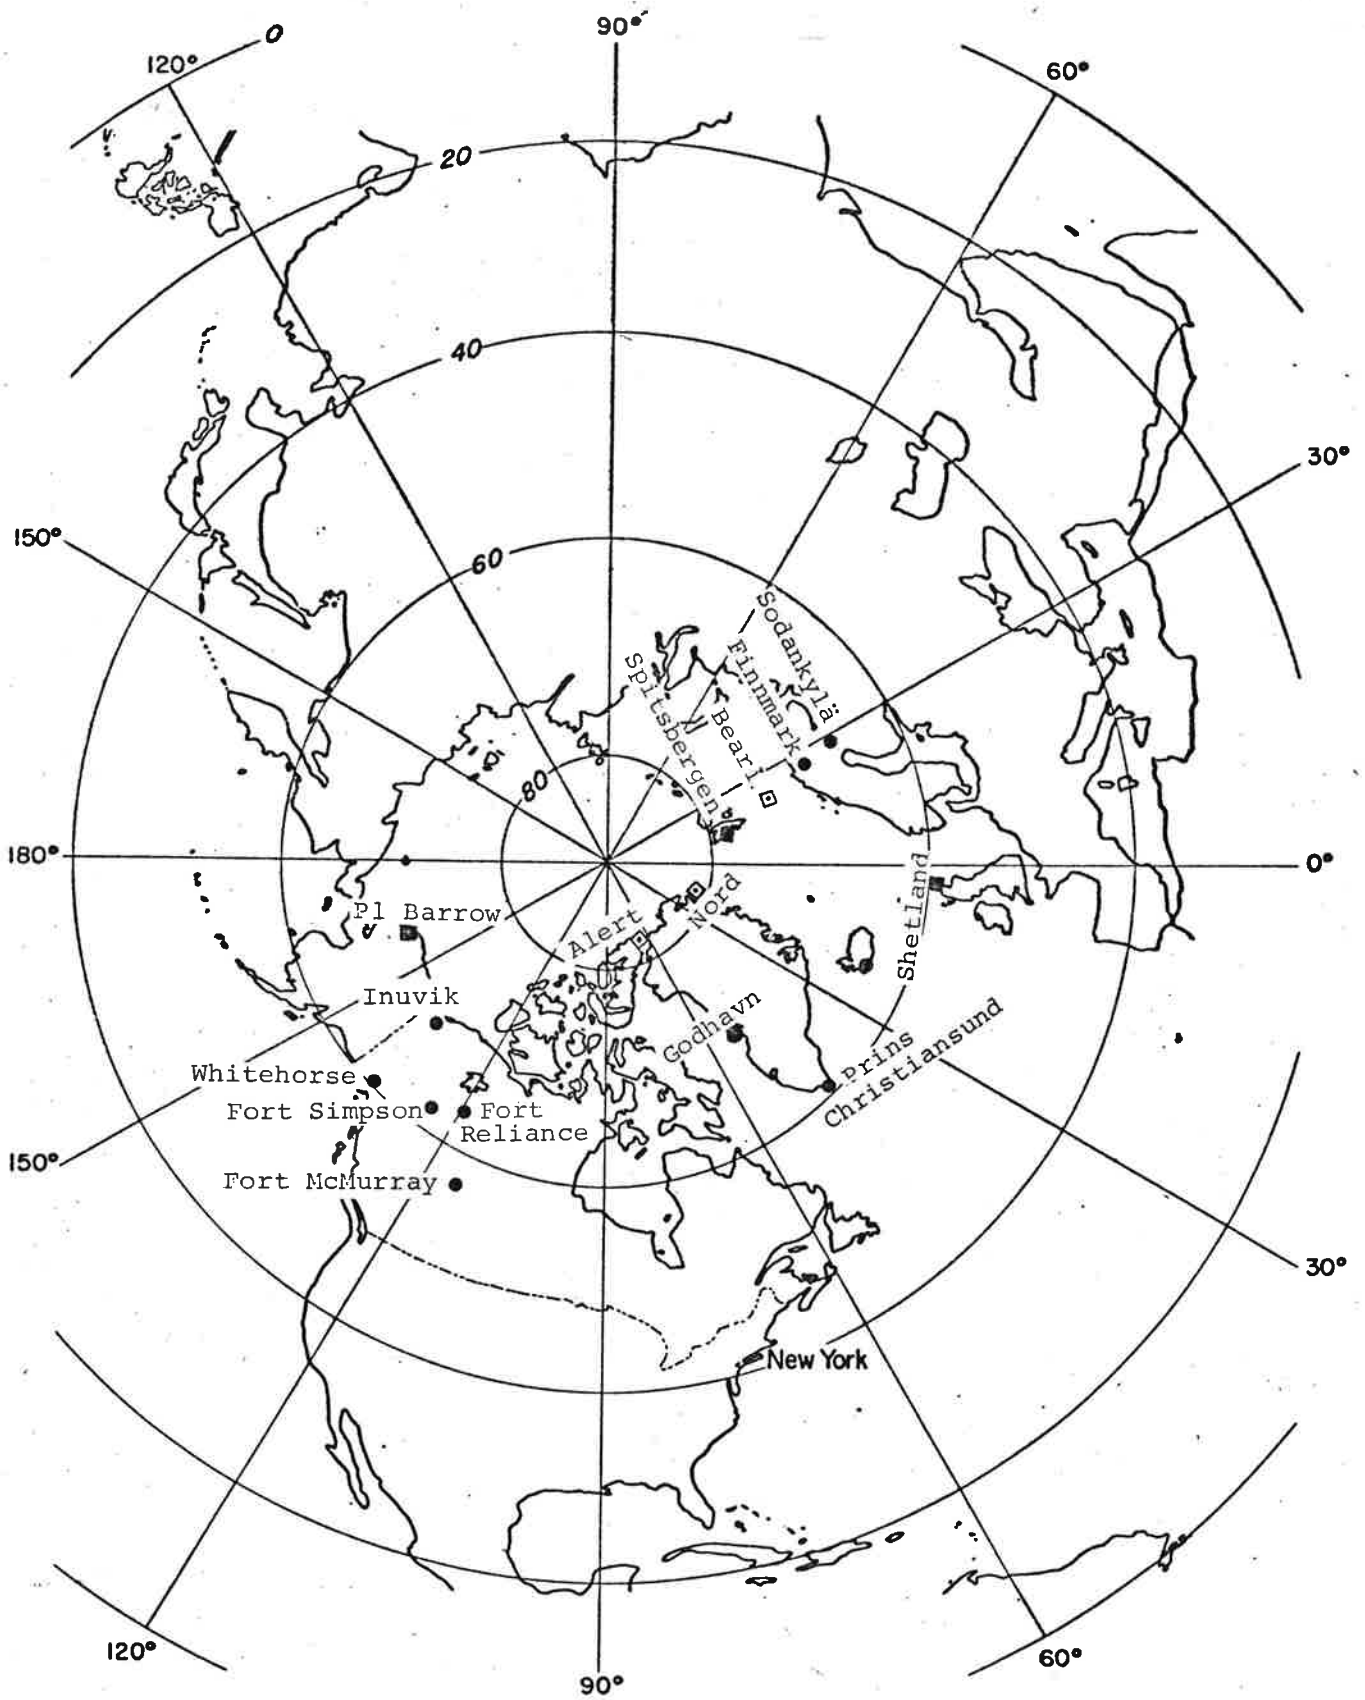 90°
0
120°
60°
20
40
30°
150°
60
Sodankylä
Finnmark
Spitsbergen
Bear i.
80
180°
0°
Nord
Shetland
Pl Barrow
Alert
Inuvik
Godhavn
Prins
Christiansund
Whitehorse
Fort Simpson
Fort
Reliance
150°
Fort McMurray
30°
New York
120°
60°
90°